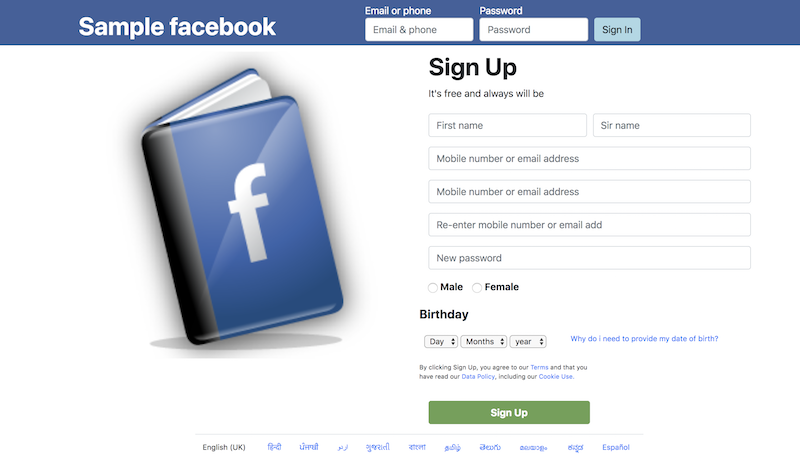 Sample facebook
Email or phone
Email & phone
Password
Password
Sign In
f
Sign Up
It's free and always will be
First name
Sir name
Mobile number or email address
Mobile number or email address
Re-enter mobile number or email add
New password
Male Female
Birthday
Day Months year
Why do i need to provide my date of birth?
By clicking Sign Up, you agree to our Terms and that you
have read our Data Policy, including our Cookie Use.
Sign Up
English (UK) हिन्दी ਪੰਜਾਬੀ اردو ગુજરાતી বাংলা தமிழ் తెలుగు മലയാളം ಕನ್ನಡ Español